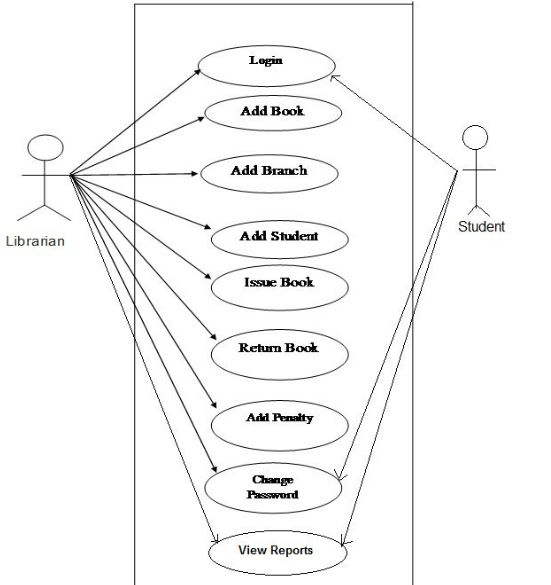 Login
Add Book
Add Branch
Librarian
Student
Add Student
Issue Book
Return Book
Add Penalty
Change
Password
View Reports